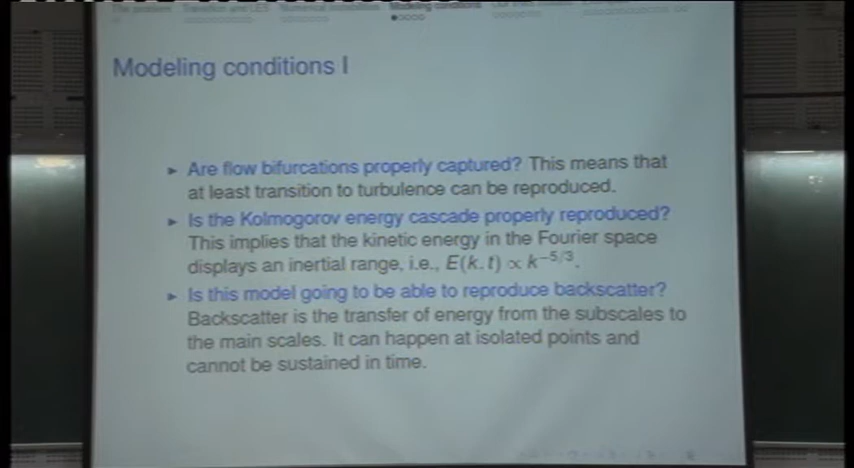 Modeling conditions I
► Are flow bifurcations properly captured? This means that
at least transition to turbulence can be reproduced.
► Is the Kolmogorov energy cascade properly reproduced?
This implies that the kinetic energy in the Fourier space
displays an inertial range, i.e., E(k, t) ∝ k^{−5/3}.
► Is this model going to be able to reproduce backscatter?
Backscatter is the transfer of energy from the subscales to
the main scales. It can happen at isolated points and
cannot be sustained in time.